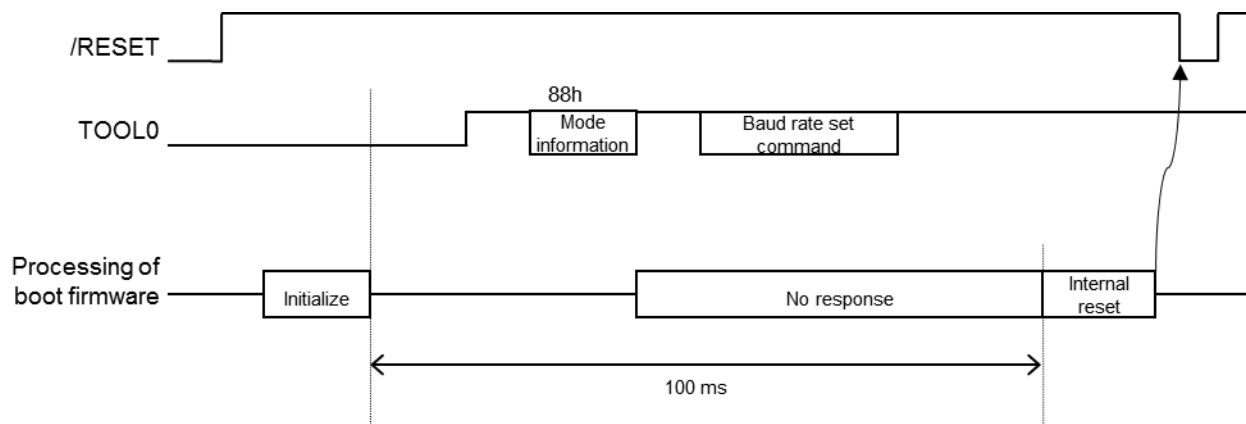 /RESET
88h
TOOL0
Mode
information
Baud rate set
command
Processing of
boot firmware
Initialize
No response
Internal
reset
100 ms